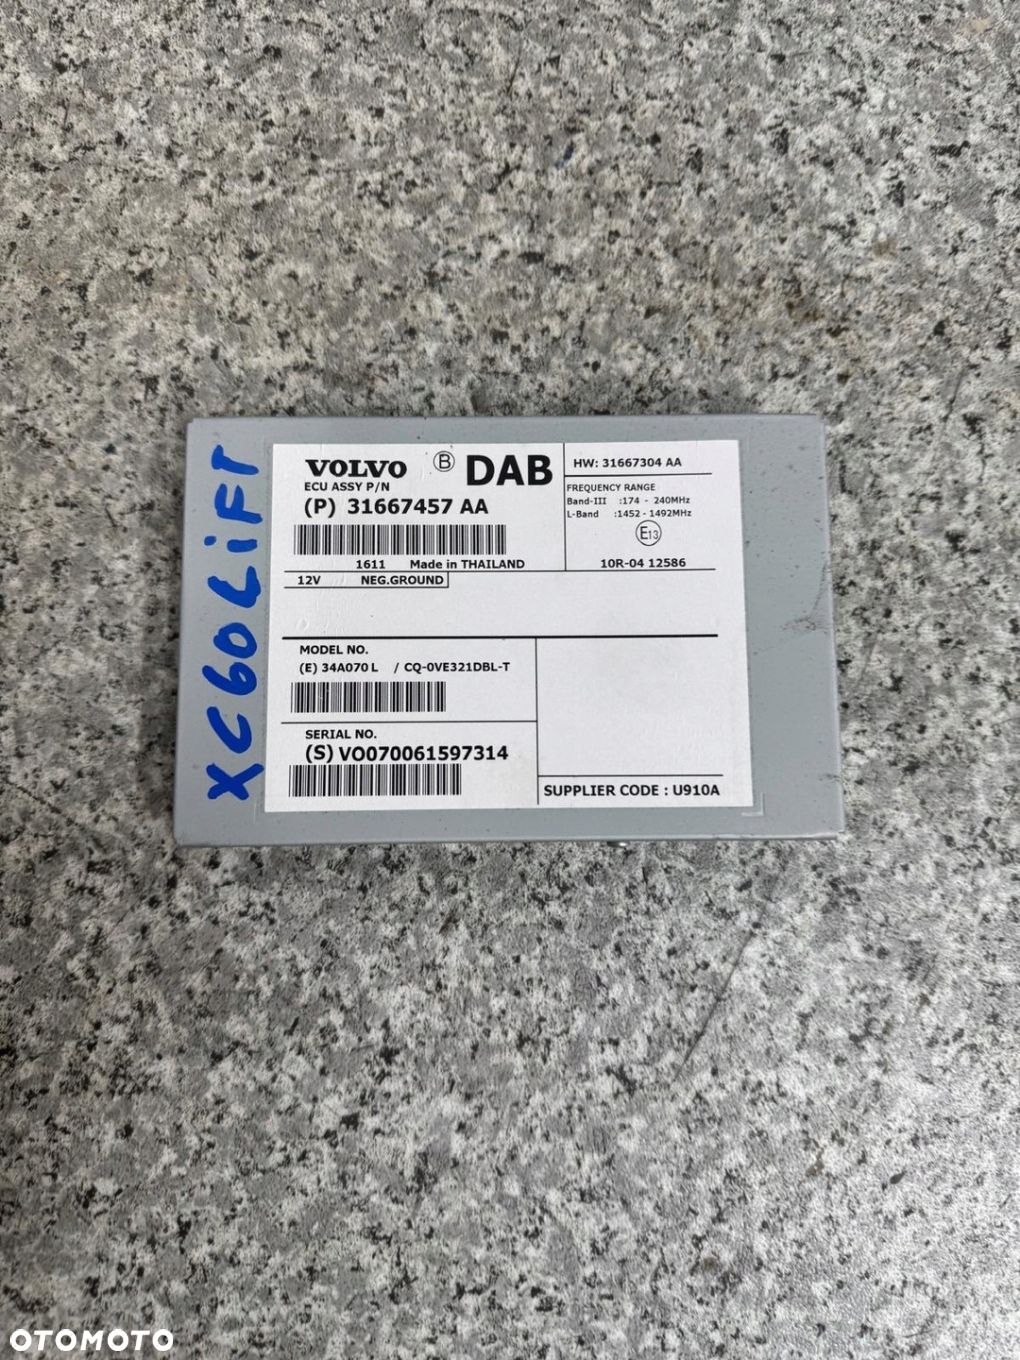 XC60 LiFT
VOLVO B DAB
ECU ASSY P/N
(P) 31667457 AA
1611 Made in THAILAND
12V NEG.GROUND
HW: 31667304 AA
FREQUENCY RANGE
Band-III :174 - 240MHz
L-Band :1452 - 1492MHz
E13
10R-04 12586
MODEL NO.
(E) 34A070 L / CQ-0VE321DBL-T
SERIAL NO.
(S) VO070061597314
SUPPLIER CODE : U910A
OTOMOTO